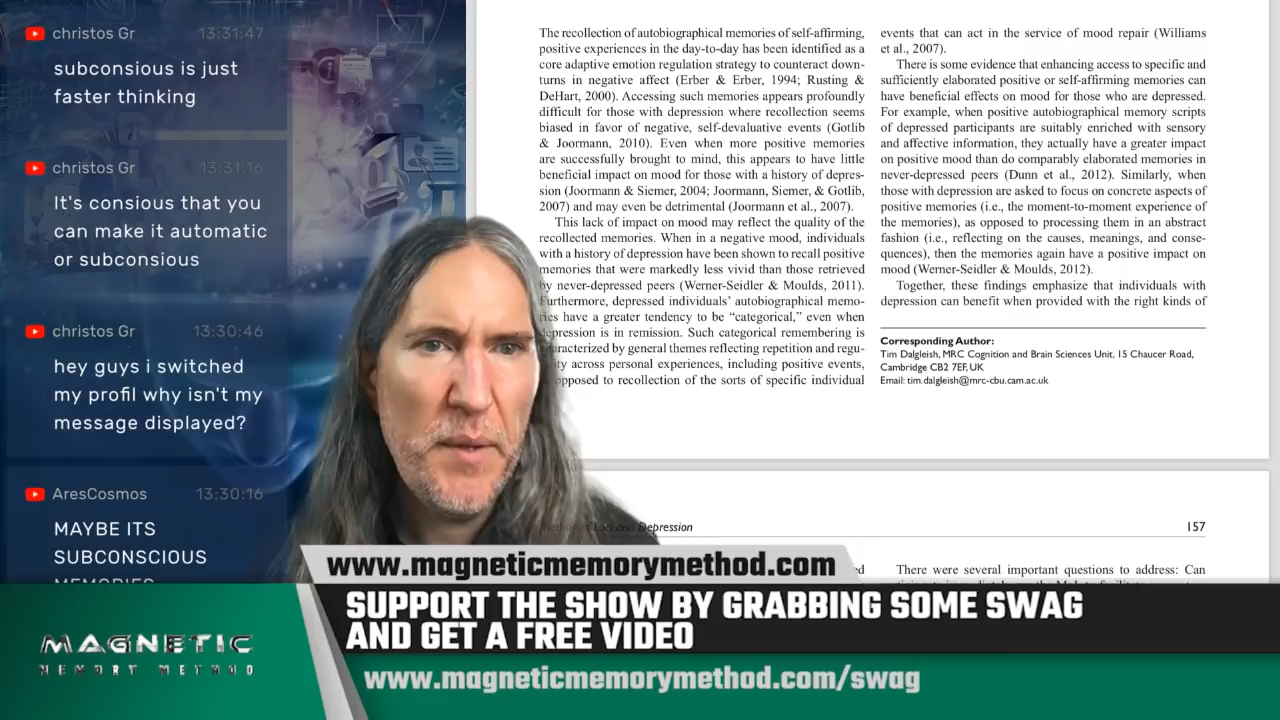 christos Gr 13:31:47
subconsious is just
faster thinking
christos Gr 13:31:16
It's consious that you
can make it automatic
or subconsious
christos Gr 13:30:46
hey guys i switched
my profil why isn't my
message displayed?
AresCosmos 13:30:16
MAYBE ITS
SUBCONSCIOUS
MEMORIES
The recollection of autobiographical memories of self-affirming,
positive experiences in the day-to-day has been identified as a
core adaptive emotion regulation strategy to counteract down-
turns in negative affect (Erber & Erber, 1994; Rusting &
DeHart, 2000). Accessing such memories appears profoundly
difficult for those with depression where recollection seems
biased in favor of negative, self-devaluative events (Gotlib
& Joormann, 2010). Even when more positive memories
are successfully brought to mind, this appears to have little
beneficial impact on mood for those with a history of depres-
sion (Joormann & Siemer, 2004; Joormann, Siemer, & Gotlib,
2007) and may even be detrimental (Joormann et al., 2007).
This lack of impact on mood may reflect the quality of the
recollected memories. When in a negative mood, individuals
with a history of depression have been shown to recall positive
memories that were markedly less vivid than those retrieved
by never-depressed peers (Werner-Seidler & Moulds, 2011).
Furthermore, depressed individuals' autobiographical memo-
ries have a greater tendency to be "categorical," even when
depression is in remission. Such categorical remembering is
characterized by general themes reflecting repetition and regu-
across personal experiences, including positive events,
opposed to recollection of the sorts of specific individual
events that can act in the service of mood repair (Williams
et al., 2007).
There is some evidence that enhancing access to specific and
sufficiently elaborated positive or self-affirming memories can
have beneficial effects on mood for those who are depressed.
For example, when positive autobiographical memory scripts
of depressed participants are suitably enriched with sensory
and affective information, they actually have a greater impact
on positive mood than do comparably elaborated memories in
never-depressed peers (Dunn et al., 2012). Similarly, when
those with depression are asked to focus on concrete aspects of
positive memories (i.e., the moment-to-moment experience of
the memories), as opposed to processing them in an abstract
fashion (i.e., reflecting on the causes, meanings, and conse-
quences), then the memories again have a positive impact on
mood (Werner-Seidler & Moulds, 2012).
Together, these findings emphasize that individuals with
depression can benefit when provided with the right kinds of
Corresponding Author:
Tim Dalgleish, MRC Cognition and Brain Sciences Unit, 15 Chaucer Road,
Cambridge CB2 7EF, UK
Email: tim.dalgleish@mrc-cbu.cam.ac.uk
and Depression 157
There were several important questions to address: Can
www.magneticmemorymethod.com
SUPPORT THE SHOW BY GRABBING SOME SWAG
AND GET A FREE VIDEO
www.magneticmemorymethod.com/swag
MAGNETIC
MEMORY METHOD